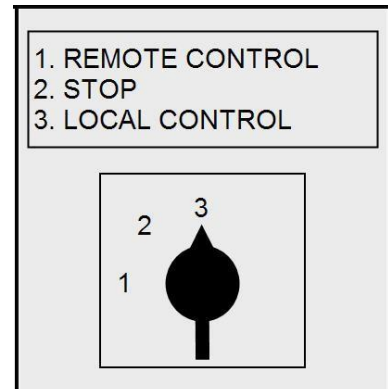 1. REMOTE CONTROL
2. STOP
3. LOCAL CONTROL
3
2
1